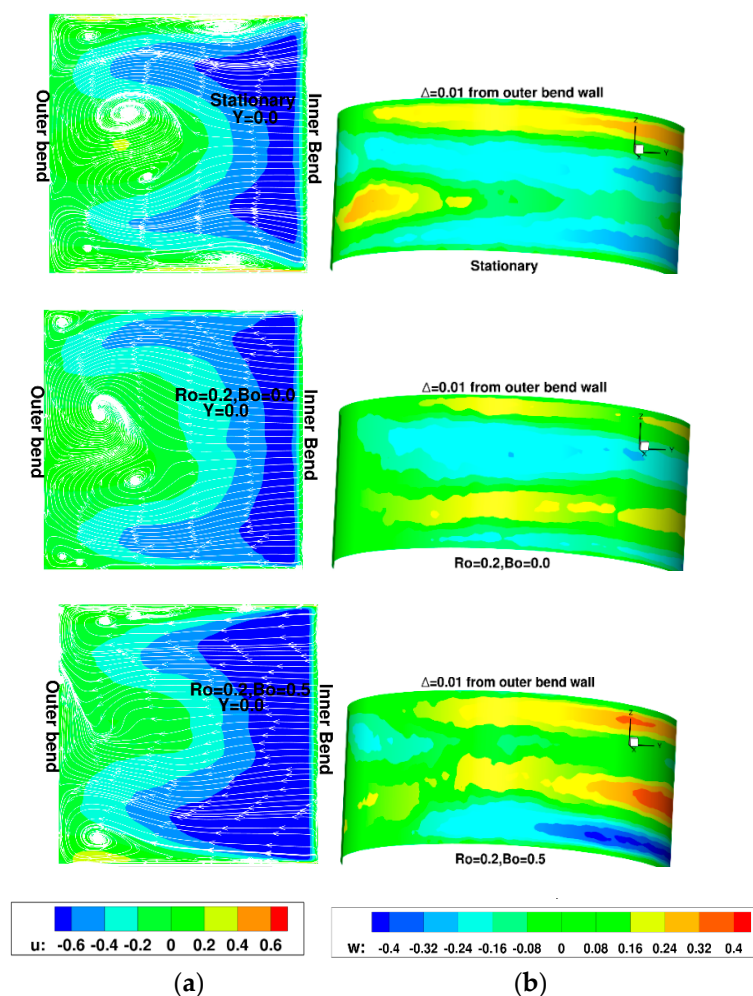 Outer bend
Stationary
Y=0.0
Inner Bend
Δ=0.01 from outer bend wall
Z
Y
X
Stationary
Outer bend
Ro=0.2,Bo=0.0
Y=0.0
Inner Bend
Δ=0.01 from outer bend wall
Z
Y
X
Ro=0.2,Bo=0.0
Outer bend
Ro=0.2,Bo=0.5
Y=0.0
Inner Bend
Δ=0.01 from outer bend wall
Z
Y
X
Ro=0.2,Bo=0.5
u: -0.6 -0.4 -0.2 0 0.2 0.4 0.6
w: -0.4 -0.32 -0.24 -0.16 -0.08 0 0.08 0.16 0.24 0.32 0.4
(a)
(b)